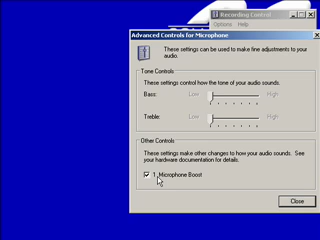 Recording Control
Options Help
Advanced Controls for Microphone
These settings can be used to make fine adjustments to your
audio.
Tone Controls
These settings control how the tone of your audio sounds.
Bass: Low High
Treble: Low High
Other Controls
These settings make other changes to how your audio sounds. See
your hardware documentation for details.
1 Microphone Boost
Close